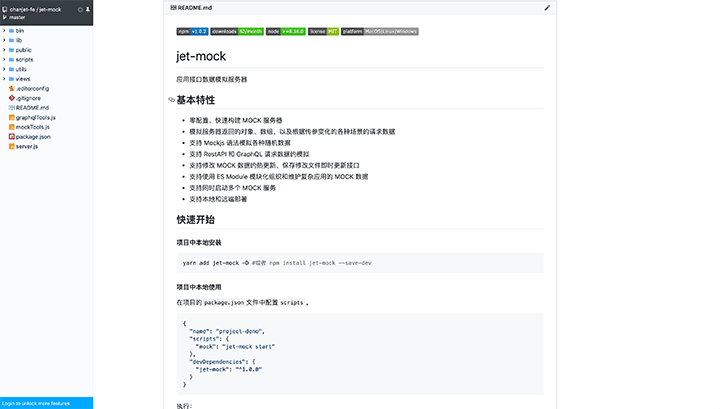 chanjet-fe / jet-mock
master
bin
lib
public
scripts
utils
views
.editorconfig
.gitignore
README.md
graphqlTools.js
mockTools.js
package.json
server.js
Login to unlock more features
README.md
npm v1.0.2 downloads 62/month node >=8.16.0 license MIT platform MacOS|Linux|Windows
jet-mock
应用接口数据模拟服务器
基本特性
零配置、快速构建 MOCK 服务器
模拟服务器返回的对象、数组、以及根据传参变化的各种场景的请求数据
支持 Mockjs 语法模拟各种随机数据
支持 RestAPI 和 GraphQL 请求数据的模拟
支持修改 MOCK 数据的热更新、保存修改文件即时更新接口
支持使用 ES Module 模块化组织和维护复杂应用的 MOCK 数据
支持同时启动多个 MOCK 服务
支持本地和远端部署
快速开始
项目中本地安装
yarn add jet-mock -D #或者 npm install jet-mock --save-dev
项目中本地使用
在项目的 package.json 文件中配置 scripts 。
{
"name": "project-demo",
"scripts": {
"mock": "jet-mock start"
},
"devDependencies": {
"jet-mock": "^1.0.0"
}
}
执行: